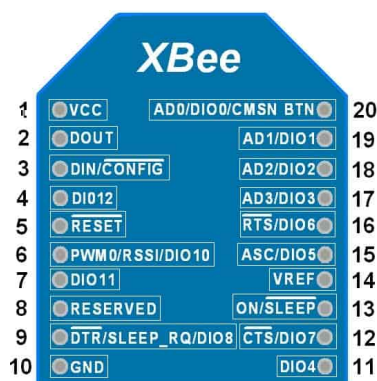 XBee
1 VCC AD0/DIO0/CMSN BTN 20
2 DOUT AD1/DIO1 19
3 DIN/CONFIG AD2/DIO2 18
4 DI012 AD3/DIO3 17
5 RESET RTS/DIO6 16
6 PWM0/RSSI/DIO10 ASC/DIO5 15
7 DIO11 VREF 14
8 RESERVED ON/SLEEP 13
9 DTR/SLEEP_RQ/DIO8 CTS/DIO7 12
10 GND DIO4 11